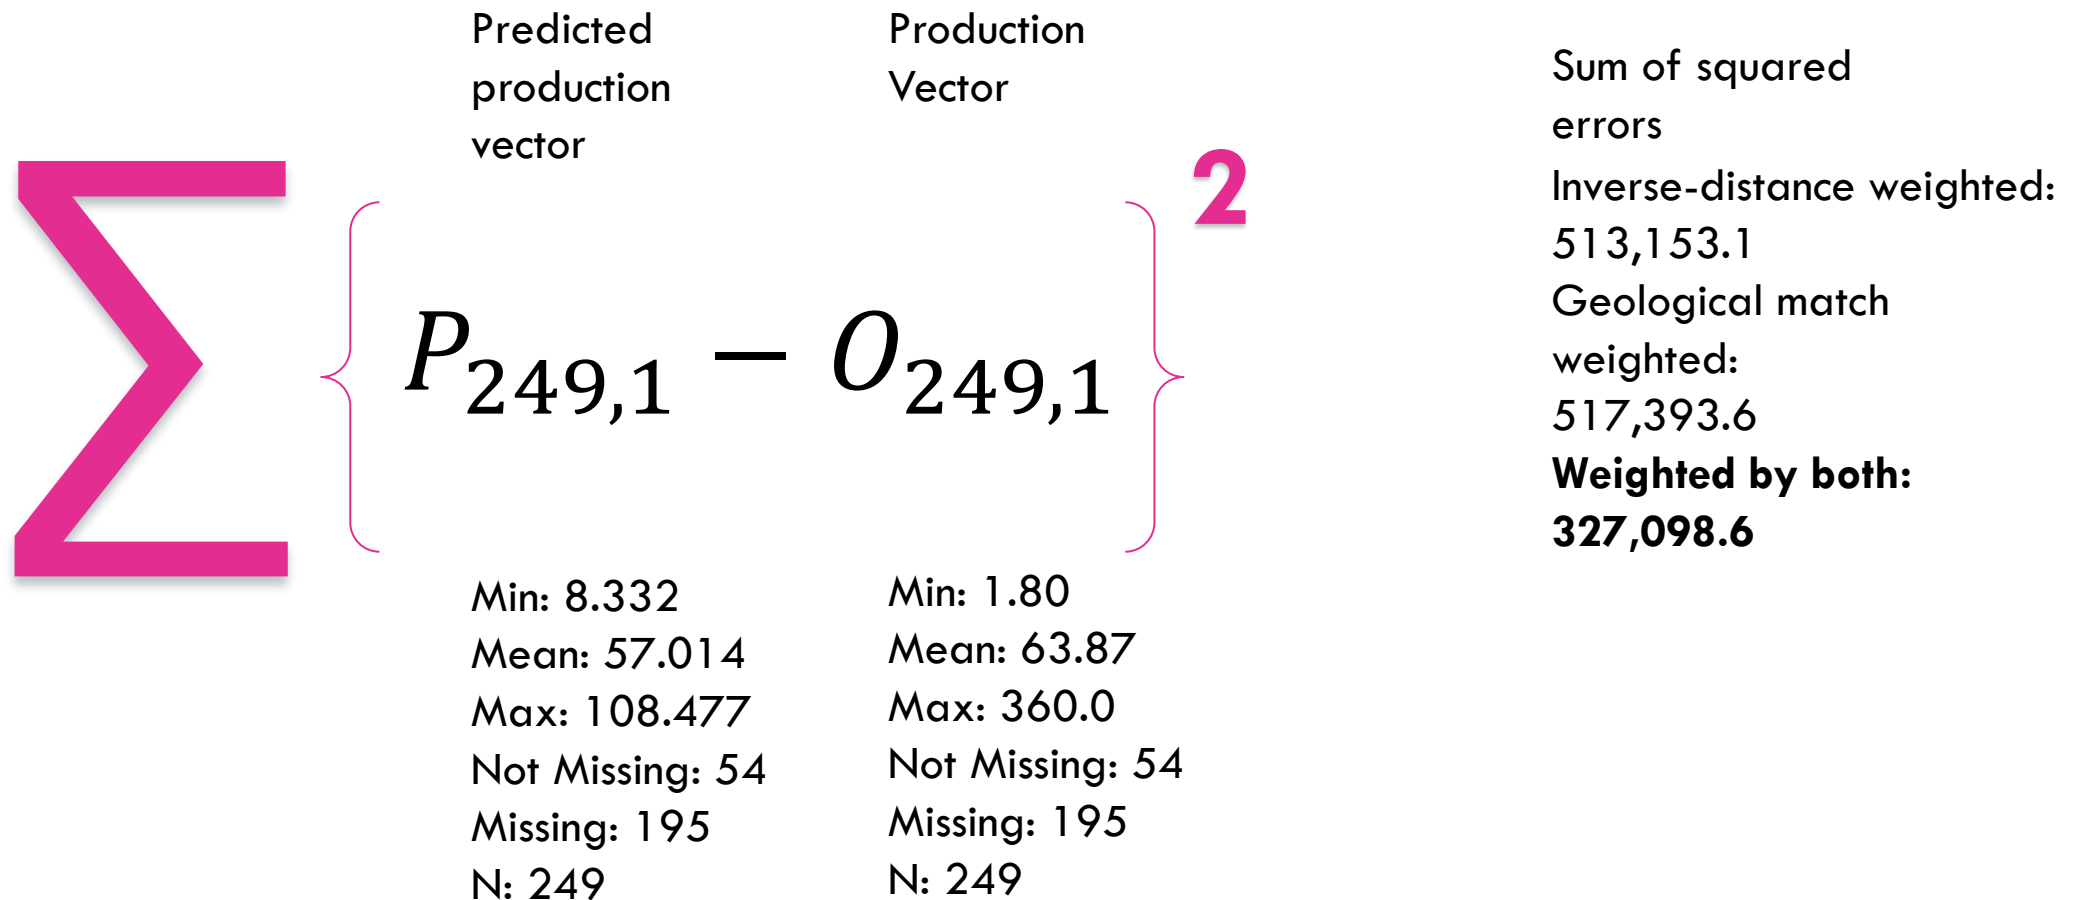 Predicted
production
vector
Production
Vector
∑ { P249,1 − O249,1 } 2
Min: 8.332
Mean: 57.014
Max: 108.477
Not Missing: 54
Missing: 195
N: 249
Min: 1.80
Mean: 63.87
Max: 360.0
Not Missing: 54
Missing: 195
N: 249
Sum of squared
errors
Inverse-distance weighted:
513,153.1
Geological match
weighted:
517,393.6
Weighted by both:
327,098.6